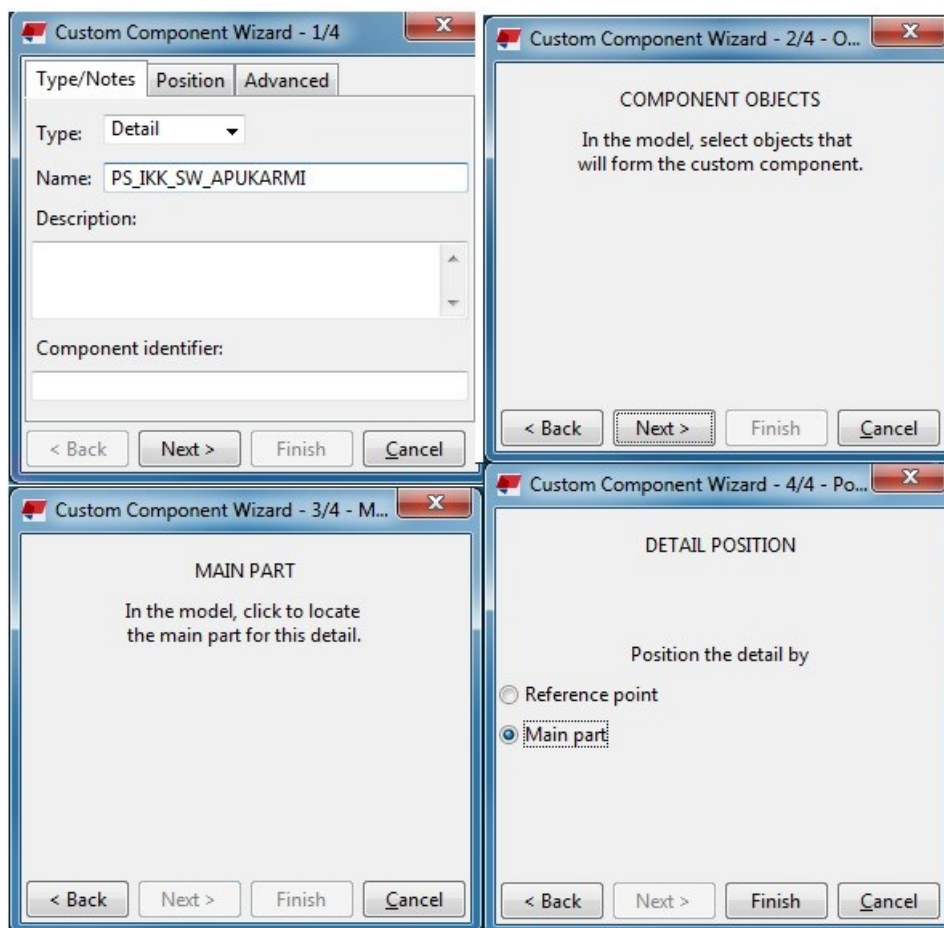 Custom Component Wizard - 1/4
Type/Notes Position Advanced
Type: Detail
Name: PS_IKK_SW_APUKARMI
Description:
Component identifier:
< Back Next > Finish Cancel
Custom Component Wizard - 2/4 - O...
COMPONENT OBJECTS
In the model, select objects that
will form the custom component.
< Back Next > Finish Cancel
Custom Component Wizard - 3/4 - M...
MAIN PART
In the model, click to locate
the main part for this detail.
< Back Next > Finish Cancel
Custom Component Wizard - 4/4 - Po...
DETAIL POSITION
Position the detail by
Reference point
Main part
< Back Next > Finish Cancel